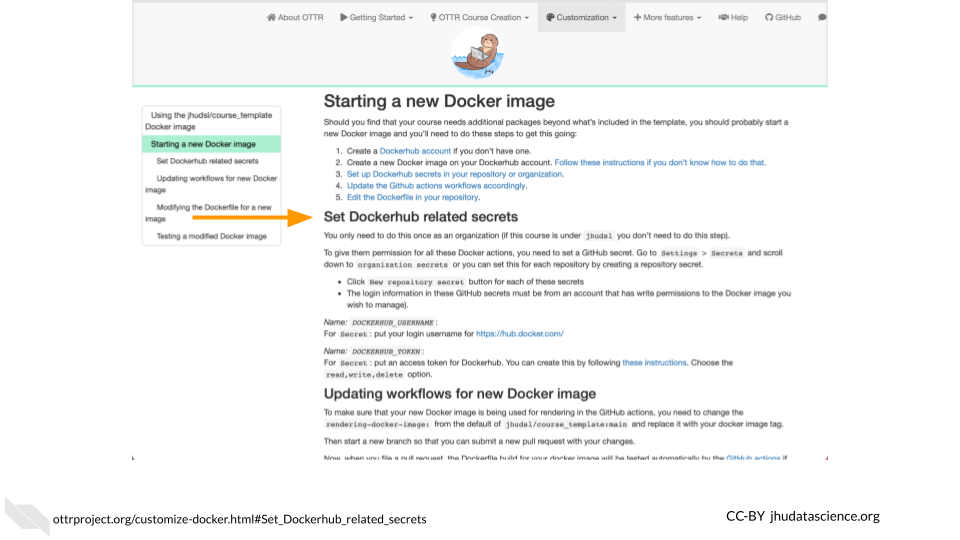 About OTTR Getting Started OTTR Course Creation Customization More features Help GitHub
Using the jhudsl/course_template
Docker image
Starting a new Docker image
Set Dockerhub related secrets
Updating workflows for new Docker
image
Modifying the Dockerfile for a new
image
Testing a modified Docker image
Starting a new Docker image
Should you find that your course needs additional packages beyond what's included in the template, you should probably start a
new Docker image and you'll need to do these steps to get this going:
1. Create a Dockerhub account if you don't have one.
2. Create a new Docker image on your Dockerhub account. Follow these instructions if you don't know how to do that.
3. Set up Dockerhub secrets in your repository or organization.
4. Update the Github actions workflows accordingly.
5. Edit the Dockerfile in your repository.
Set Dockerhub related secrets
You only need to do this once as an organization (if this course is under jhudsl you don't need to do this step).
To give them permission for all these Docker actions, you need to set a GitHub secret. Go to Settings > Secrets and scroll
down to organization secrets or you can set this for each repository by creating a repository secret.
• Click New repository secret button for each of these secrets
• The login information in these GitHub secrets must be from an account that has write permissions to the Docker image you
wish to manage).
Name: DOCKERHUB_USERNAME :
For Secret : put your login username for https://hub.docker.com/
Name: DOCKERHUB_TOKEN :
For Secret : put an access token for Dockerhub. You can create this by following these instructions. Choose the
read,write,delete option.
Updating workflows for new Docker image
To make sure that your new Docker image is being used for rendering in the GitHub actions, you need to change the
rendering-docker-image: from the default of jhudsl/course_template:main and replace it with your docker image tag.
Then start a new branch so that you can submit a new pull request with your changes.
Now, when you file a pull request, the Dockerfile build for your docker image will be tested automatically by the GitHub actions if
ottrproject.org/customize-docker.html#Set_Dockerhub_related_secrets
CC-BY jhudatascience.org